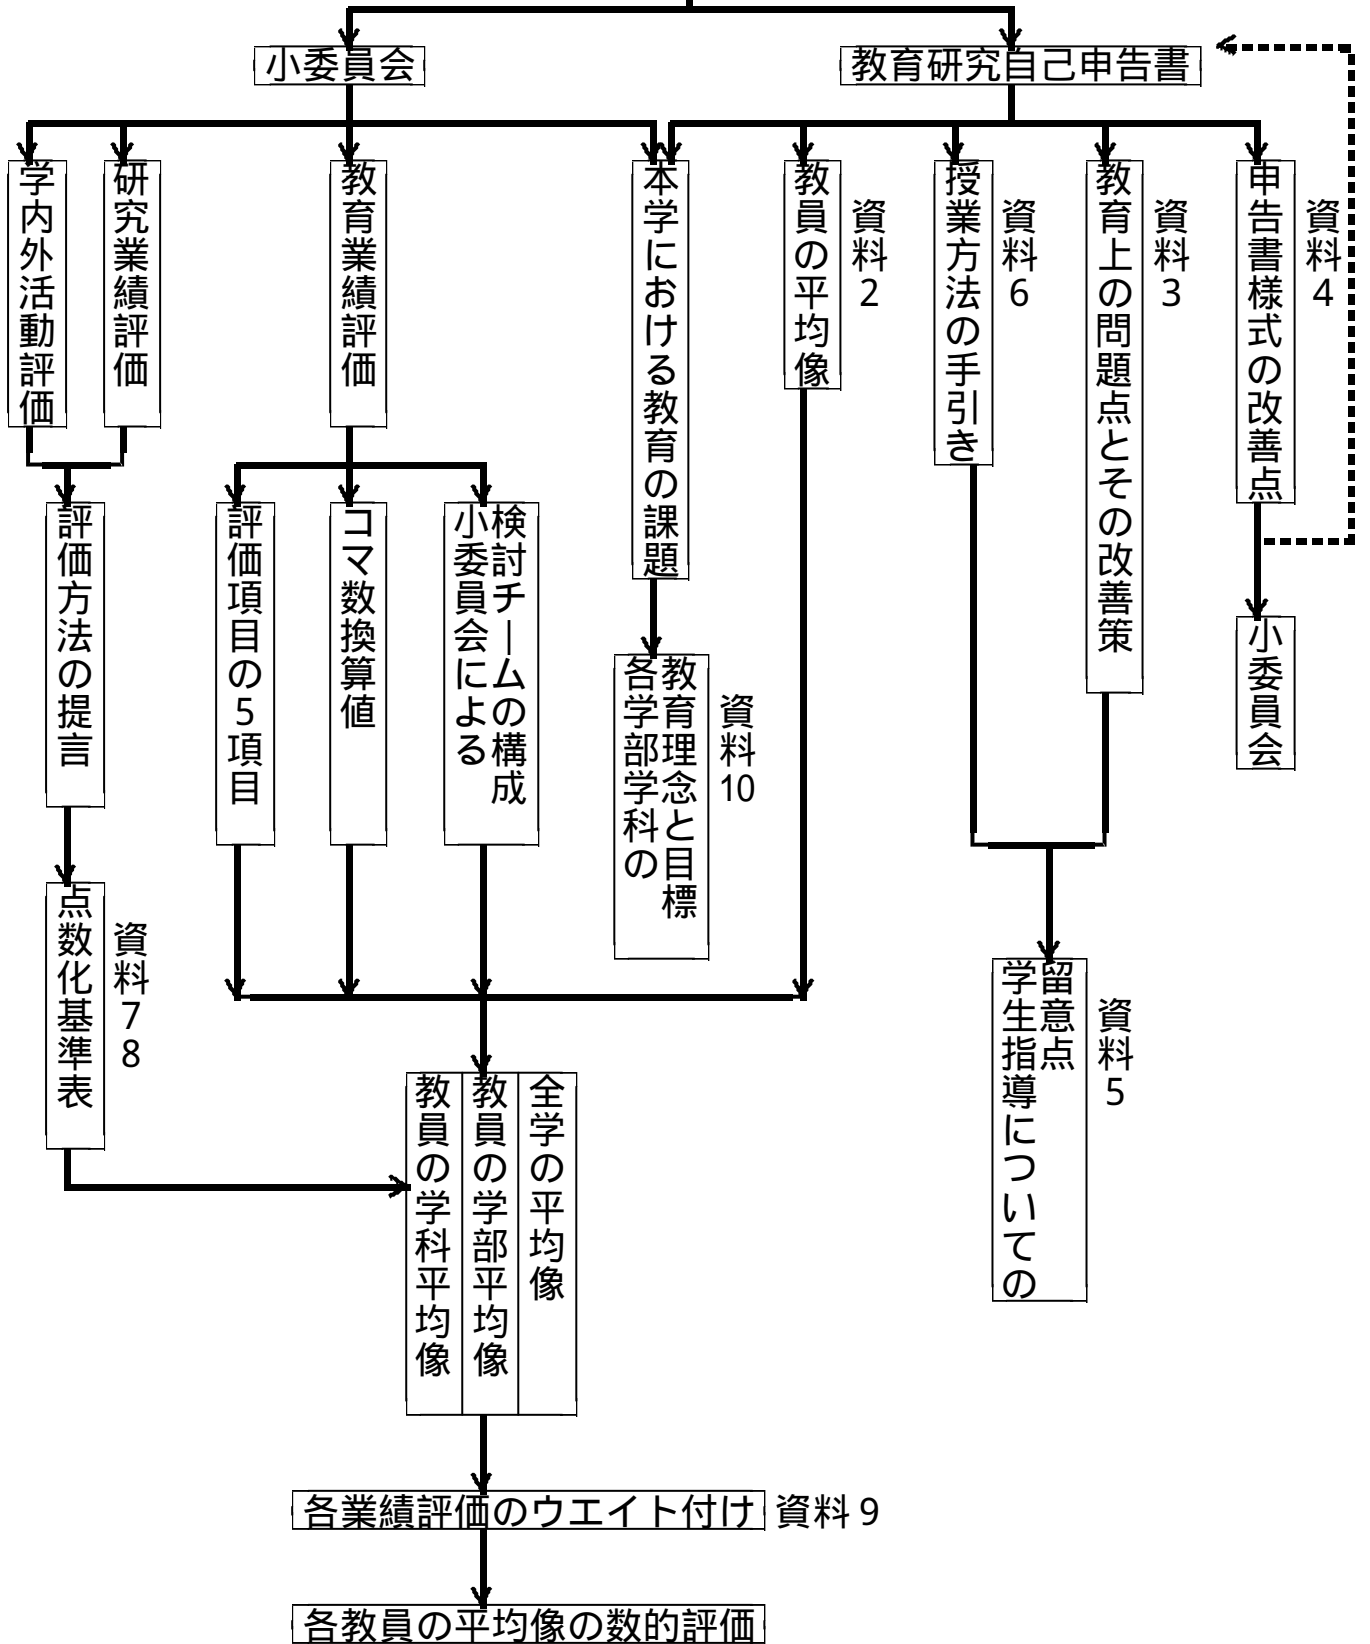 小委員会
教育研究自己申告書
学内外活動評価
研究業績評価
教育業績評価
本学における教育の課題
教員の平均像
資料2
授業方法の手引き
資料6
教育上の問題点とその改善策
資料3
申告書様式の改善点
資料4
評価方法の提言
評価項目の5項目
コマ数換算値
小委員会による
検討チームの構成
各学部学科の
教育理念と目標
資料10
小委員会
点数化基準表
資料7
8
学生指導についての
留意点
資料5
教員の学科平均像
教員の学部平均像
全学の平均像
各業績評価のウエイト付け
資料9
各教員の平均像の数的評価